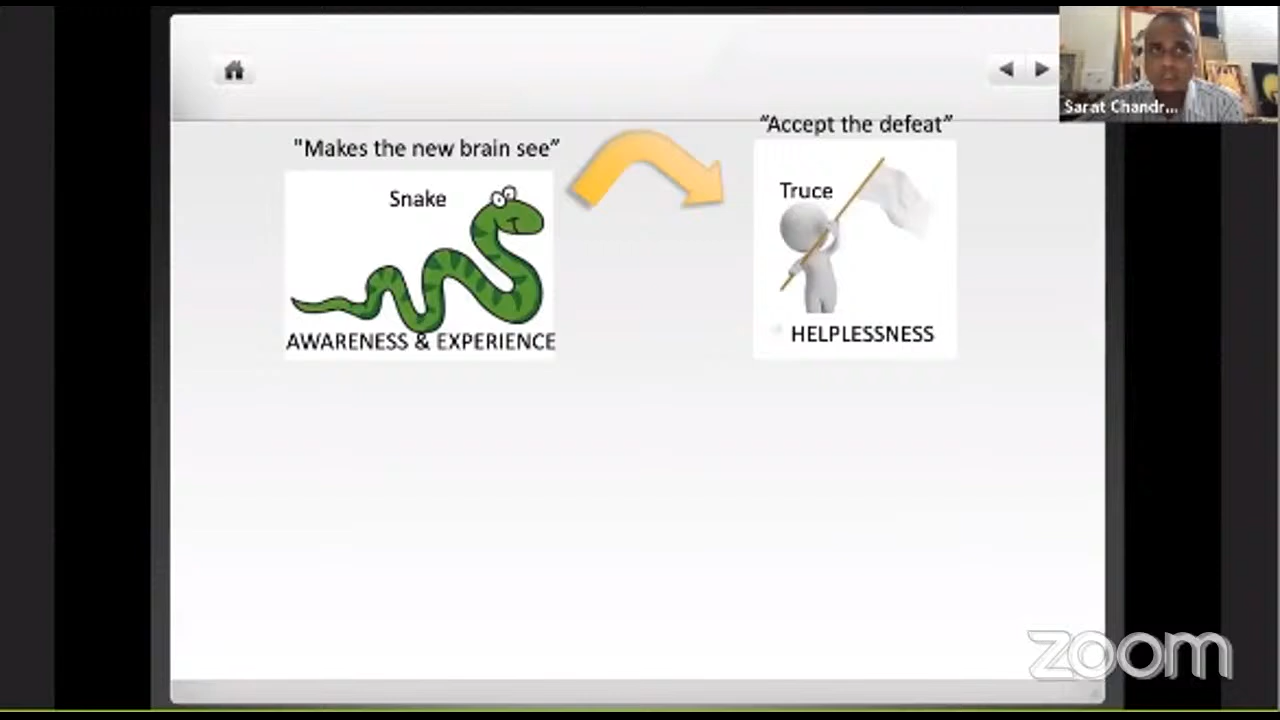 Sarat Chandr...
"Makes the new brain see”
“Accept the defeat”
Snake
Truce
AWARENESS & EXPERIENCE
HELPLESSNESS
zoom